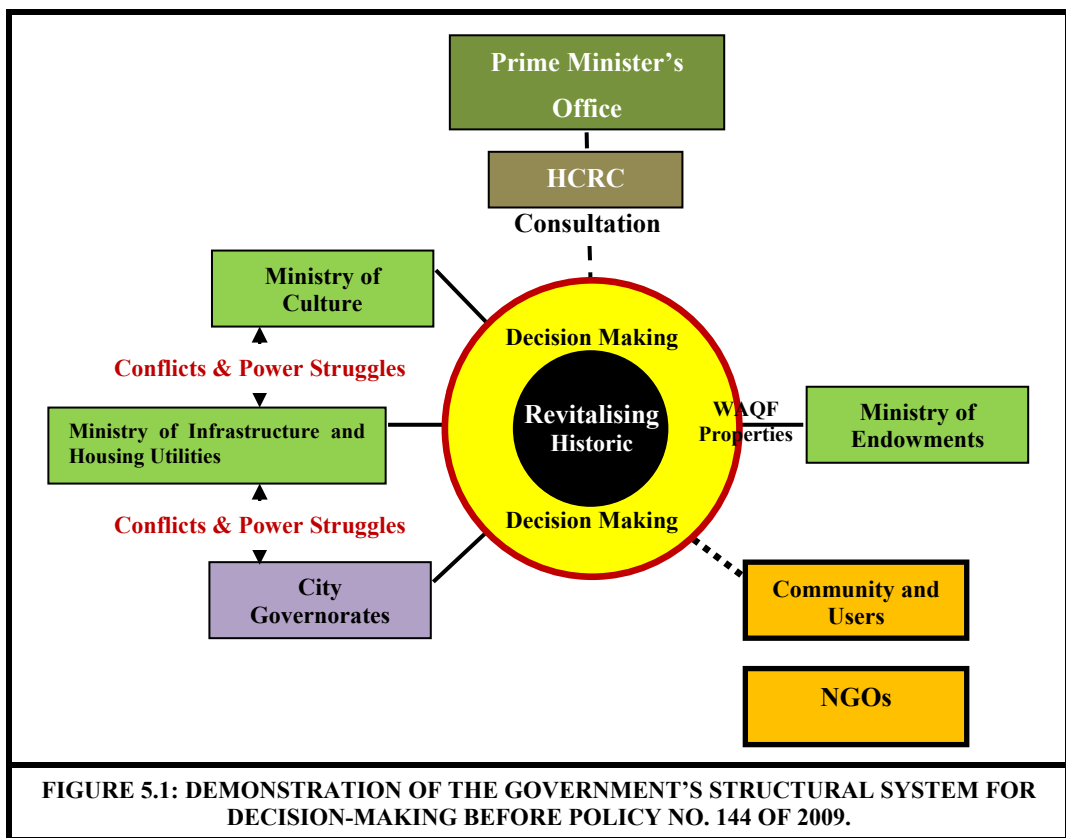 Prime Minister’s
Office
HCRC
Consultation
Ministry of
Culture
Conflicts & Power Struggles
Ministry of Infrastructure and
Housing Utilities
Conflicts & Power Struggles
City
Governorates
Decision Making
Revitalising
Historic
Decision Making
WAQF
Properties
Ministry of
Endowments
Community and
Users
NGOs
FIGURE 5.1: DEMONSTRATION OF THE GOVERNMENT’S STRUCTURAL SYSTEM FOR
DECISION-MAKING BEFORE POLICY NO. 144 OF 2009.